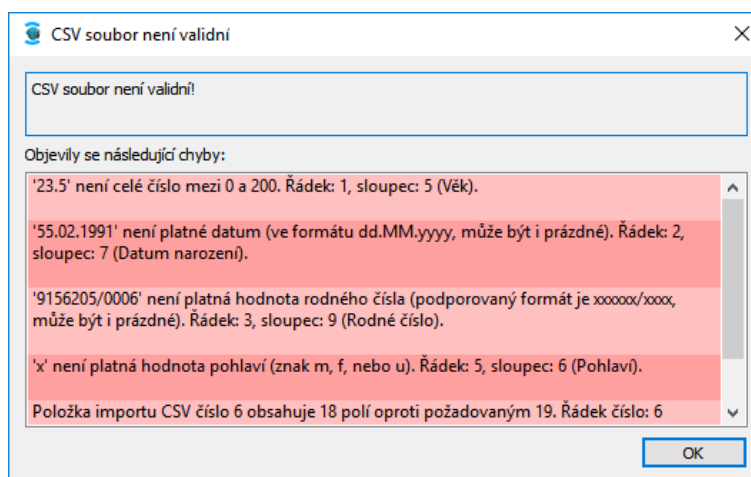 CSV soubor není validní
CSV soubor není validní!
Objevily se následující chyby:
'23.5' není celé číslo mezi 0 a 200. Řádek: 1, sloupec: 5 (Věk).
'55.02.1991' není platné datum (ve formátu dd.MM.yyyy, může být i prázdné). Řádek: 2,
sloupec: 7 (Datum narození).
'9156205/0006' není platná hodnota rodného čísla (podporovaný formát je xxxxxx/xxxx,
může být i prázdné). Řádek: 3, sloupec: 9 (Rodné číslo).
'x' není platná hodnota pohlaví (znak m, f, nebo u). Řádek: 5, sloupec: 6 (Pohlaví).
Položka importu CSV číslo 6 obsahuje 18 polí oproti požadovaným 19. Řádek číslo: 6
OK